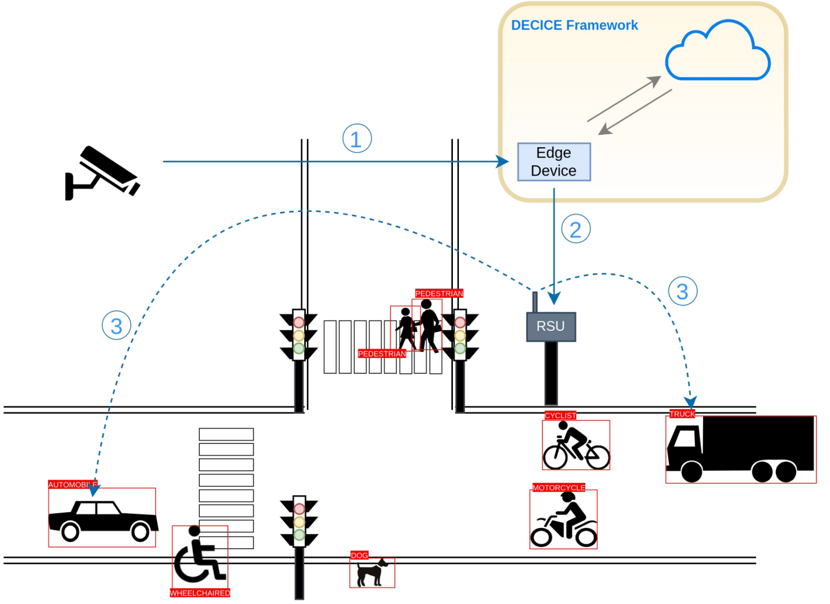 DECICE Framework
1
Edge
Device
2
3
3
PEDESTRIAN
RSU
PEDESTRIAN
CYCLIST
TRUCK
AUTOMOBILE
MOTORCYCLE
DOG
WHEELCHAIRED